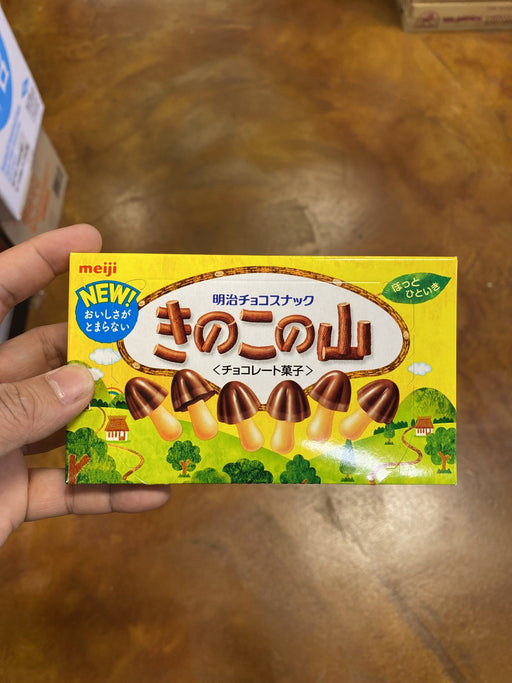 meiji
NEW!
おいしさが
とまらない
明治チョコスナック
きのこの山
<チョコレート菓子>
ほっと
ひといき